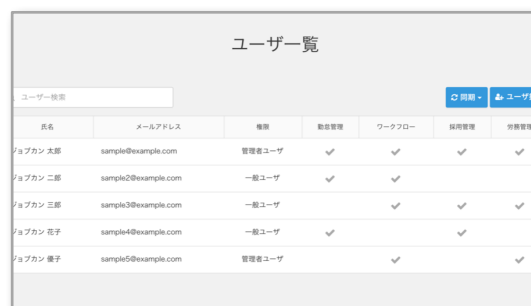 ユーザ一覧
ユーザー検索
同期
ユーザ
氏名 メールアドレス 権限 勤怠管理 ワークフロー 採用管理 労務管理
ジョブカン 太郎 sample@example.com 管理者ユーザ
ジョブカン 二郎 sample2@example.com 一般ユーザ
ジョブカン 三郎 sample3@example.com 一般ユーザ
ジョブカン 花子 sample4@example.com 一般ユーザ
ジョブカン 優子 sample5@example.com 管理者ユーザ